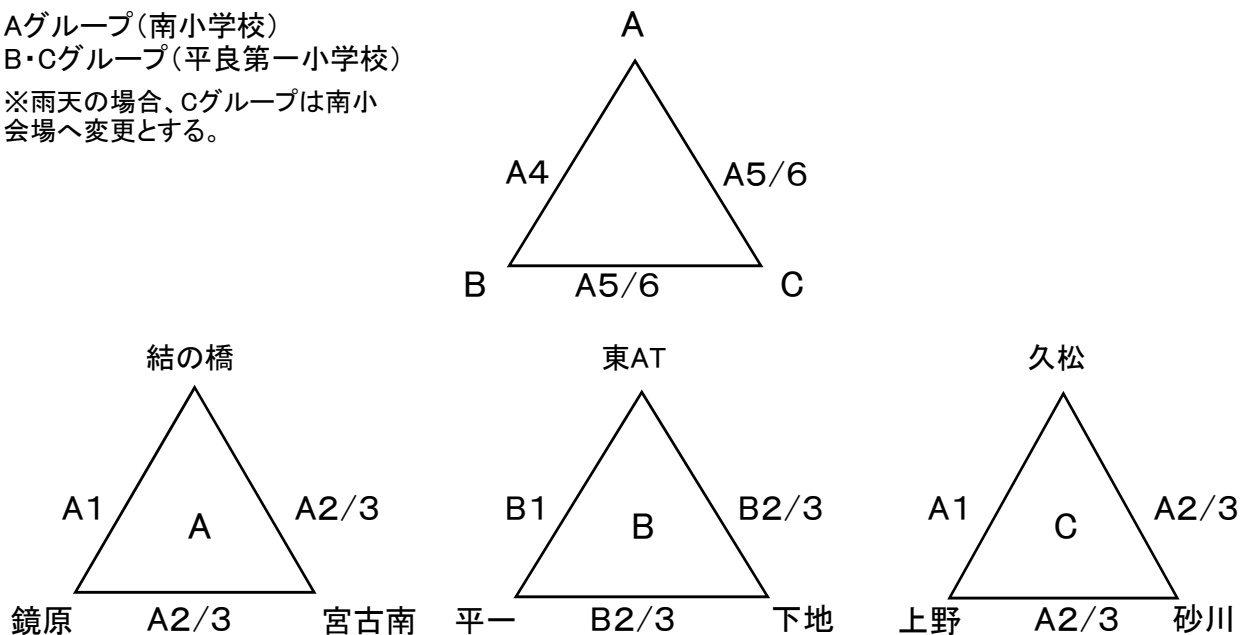 Aグループ(南小学校)
B・Cグループ(平良第一小学校)
※雨天の場合、Cグループは南小
会場へ変更とする。
A
A4
A5/6
B
A5/6
C
結の橋
A1
A2/3
A
鏡原
A2/3
宮古南
東AT
B1
B2/3
B
平一
B2/3
下地
久松
A1
A2/3
C
上野
A2/3
砂川